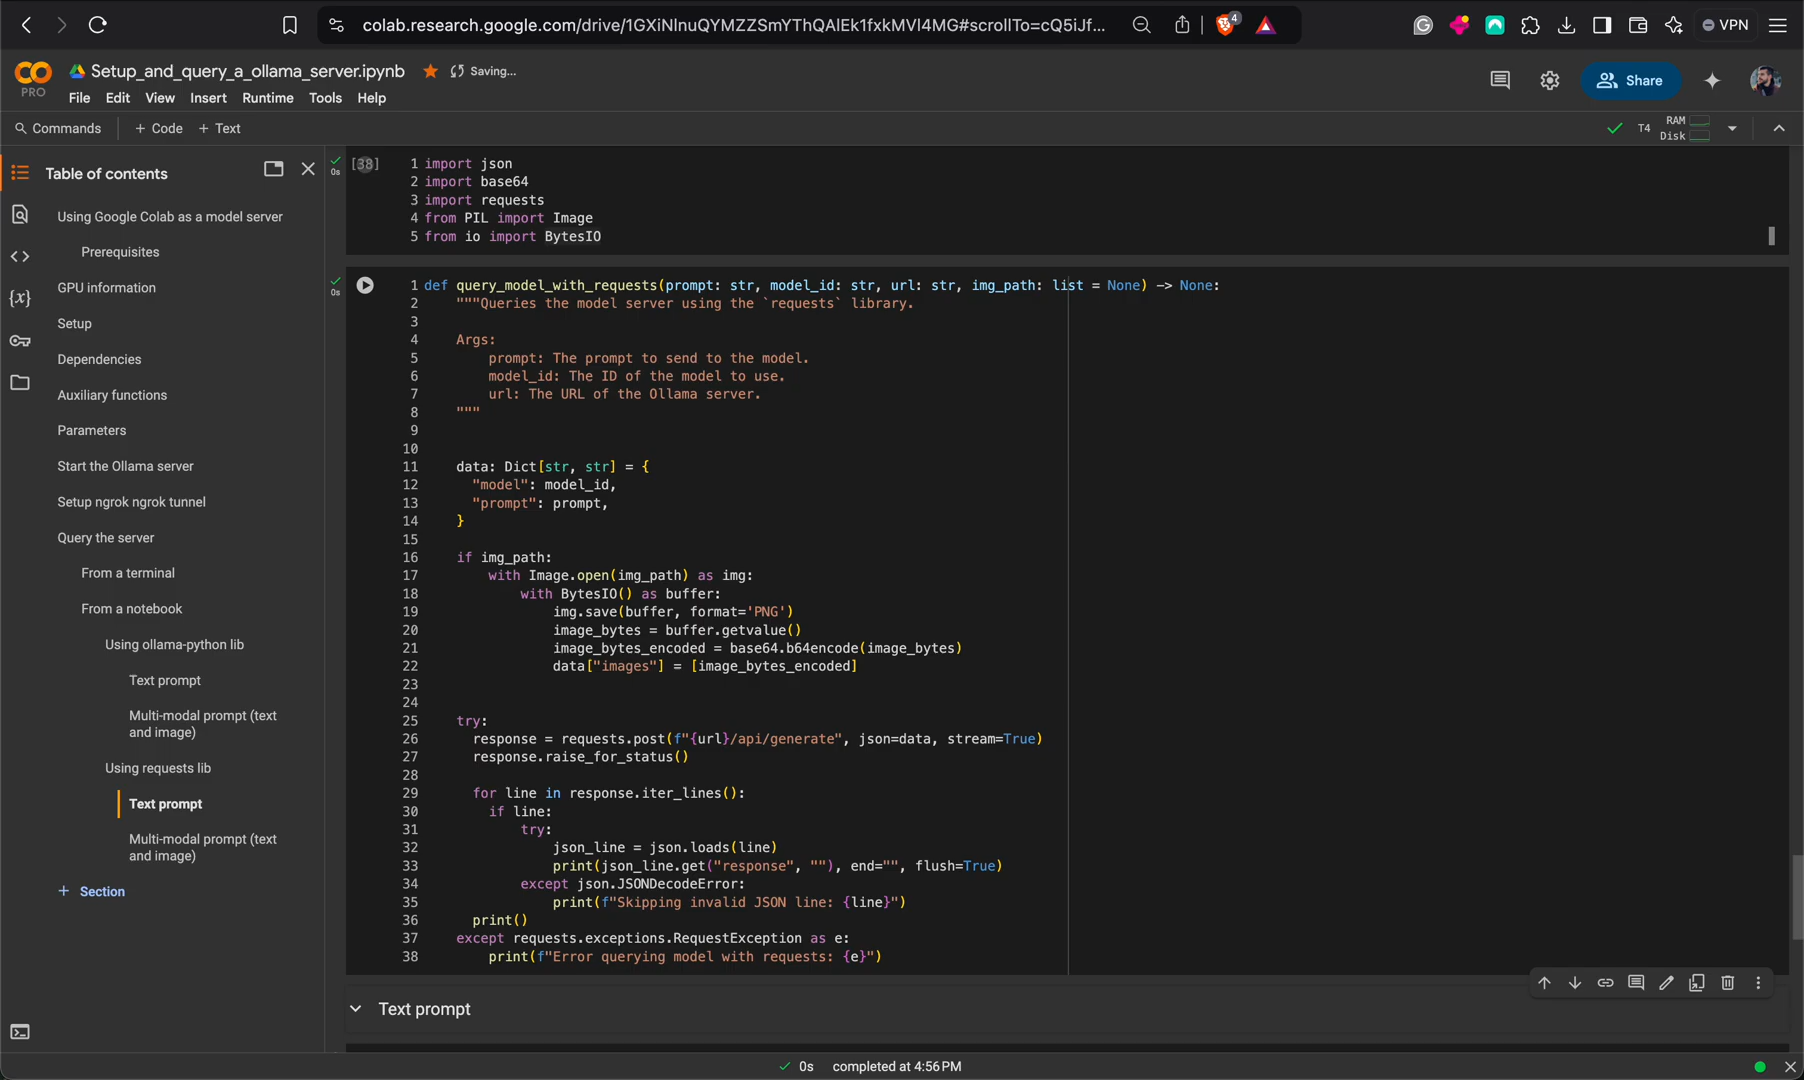 colab.research.google.com/drive/1GXiNInuQYMZZSmYThQAlEk1fxkMVl4MG#scrollTo=cQ5iJf...
4
VPN
PRO
Setup_and_query_a_ollama_server.ipynb
Saving...
File Edit View Insert Runtime Tools Help
Share
Commands + Code + Text
T4 RAM
Disk
Table of contents
Using Google Colab as a model server
Prerequisites
GPU information
Setup
Dependencies
Auxiliary functions
Parameters
Start the Ollama server
Setup ngrok ngrok tunnel
Query the server
From a terminal
From a notebook
Using ollama-python lib
Text prompt
Multi-modal prompt (text
and image)
Using requests lib
Text prompt
Multi-modal prompt (text
and image)
+ Section
0s
[38]
1 import json
2 import base64
3 import requests
4 from PIL import Image
5 from io import BytesIO
0s
1 def query_model_with_requests(prompt: str, model_id: str, url: str, img_path: list = None) -> None:
2 """Queries the model server using the `requests` library.
3
4 Args:
5 prompt: The prompt to send to the model.
6 model_id: The ID of the model to use.
7 url: The URL of the Ollama server.
8 """
9
10
11 data: Dict[str, str] = {
12 "model": model_id,
13 "prompt": prompt,
14 }
15
16 if img_path:
17 with Image.open(img_path) as img:
18 with BytesIO() as buffer:
19 img.save(buffer, format='PNG')
20 image_bytes = buffer.getvalue()
21 image_bytes_encoded = base64.b64encode(image_bytes)
22 data["images"] = [image_bytes_encoded]
23
24
25 try:
26 response = requests.post(f"{url}/api/generate", json=data, stream=True)
27 response.raise_for_status()
28
29 for line in response.iter_lines():
30 if line:
31 try:
32 json_line = json.loads(line)
33 print(json_line.get("response", ""), end="", flush=True)
34 except json.JSONDecodeError:
35 print(f"Skipping invalid JSON line: {line}")
36 print()
37 except requests.exceptions.RequestException as e:
38 print(f"Error querying model with requests: {e}")
Text prompt
0s completed at 4:56 PM